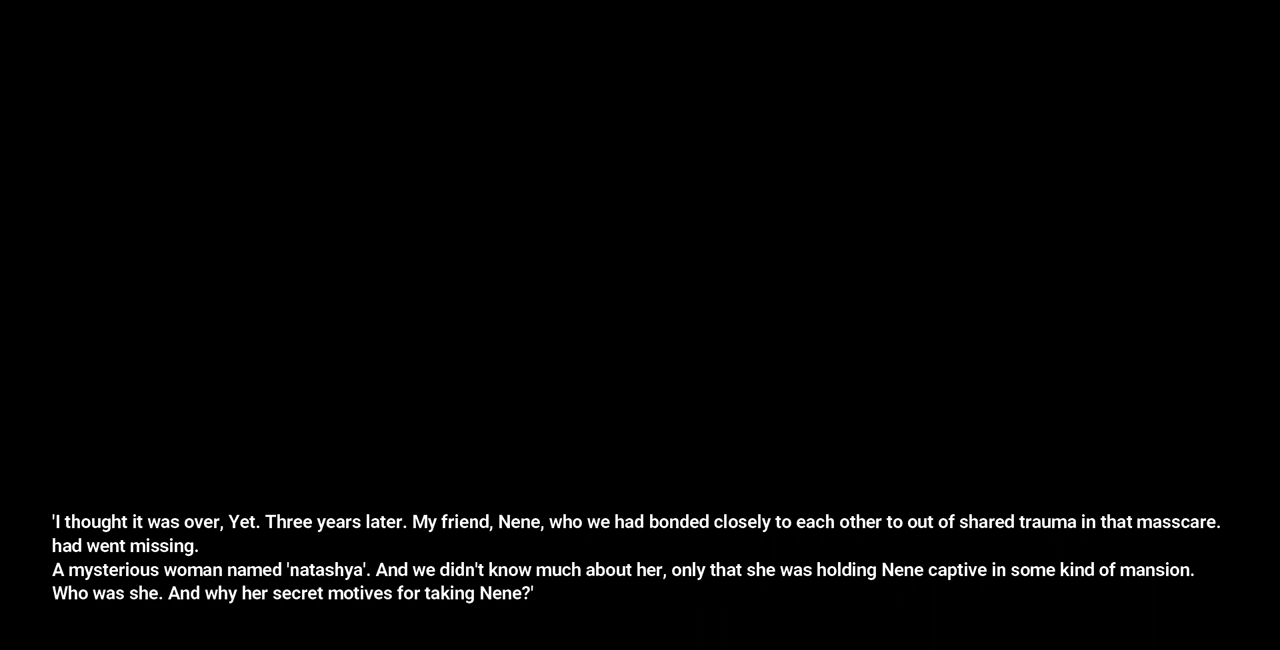 'I thought it was over, Yet. Three years later. My friend, Nene, who we had bonded closely to each other to out of shared trauma in that masscare.
had went missing.
A mysterious woman named 'natashya'. And we didn't know much about her, only that she was holding Nene captive in some kind of mansion.
Who was she. And why her secret motives for taking Nene?'